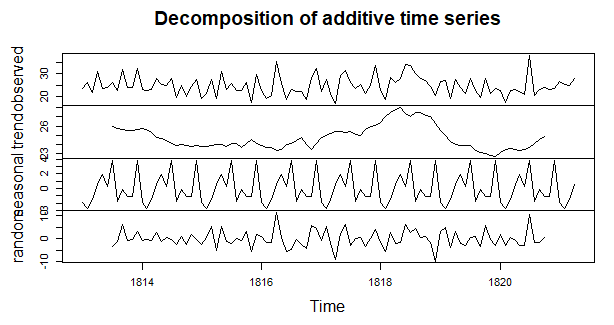 Decomposition of additive time series
observed
30
20
trend
26
23
seasonal
2
0
random
10
0
-10
1814 1816 1818 1820
Time